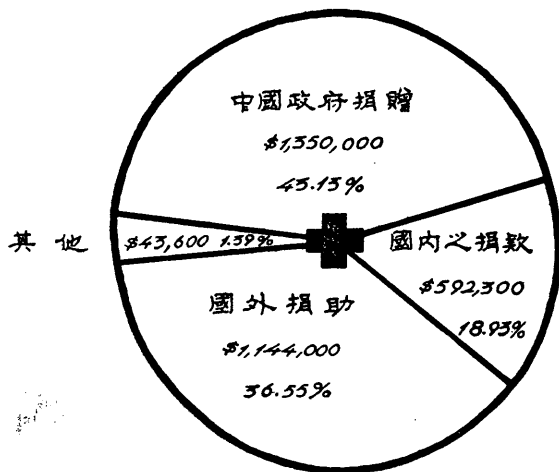 中國政府捐贈
$1,350,000
43.13%
其他
$43,600 1.39%
國內之捐款
$592,300
18.93%
國外捐助
$1,144,000
36.55%